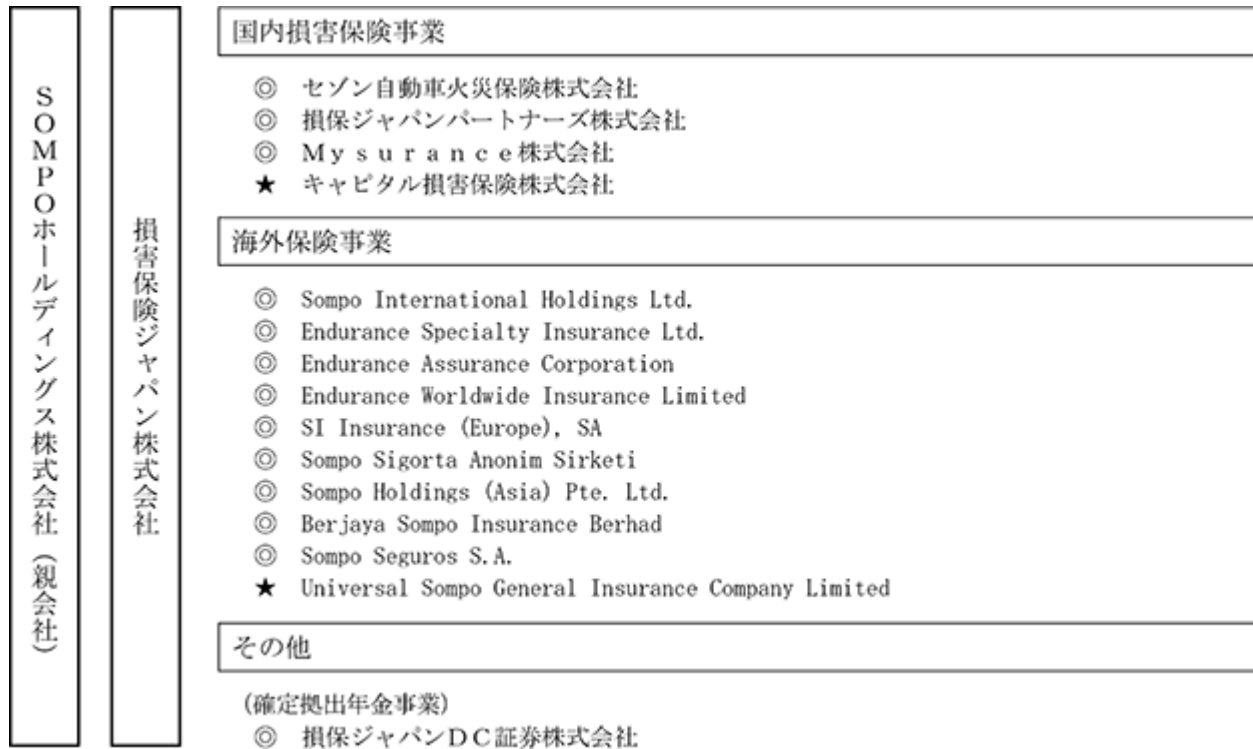 SOMPOホールディングス株式会社(親会社)
損害保険ジャパン株式会社
国内損害保険事業
◎ セゾン自動車火災保険株式会社
◎ 損保ジャパンパートナーズ株式会社
◎ Mysurance株式会社
★ キャピタル損害保険株式会社
海外保険事業
◎ Sompo International Holdings Ltd.
◎ Endurance Specialty Insurance Ltd.
◎ Endurance Assurance Corporation
◎ Endurance Worldwide Insurance Limited
◎ SI Insurance (Europe), SA
◎ Sompo Sigorta Anonim Sirketi
◎ Sompo Holdings (Asia) Pte. Ltd.
◎ Berjaya Sompo Insurance Berhad
◎ Sompo Seguros S.A.
★ Universal Sompo General Insurance Company Limited
その他
(確定拠出年金事業)
◎ 損保ジャパンDC証券株式会社